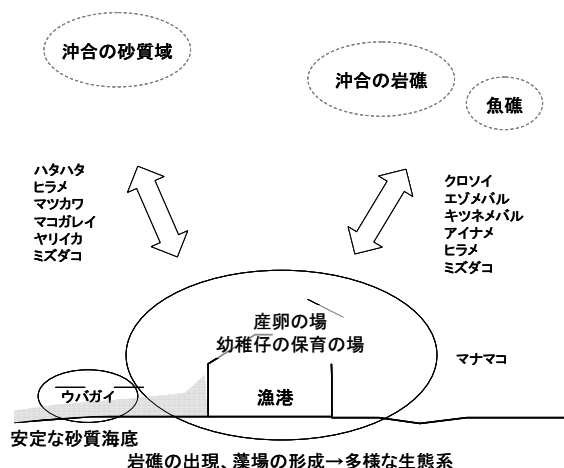 沖合の砂質域
沖合の岩礁
魚礁
ハタハタ
ヒラメ
マツカワ
マコガレイ
ヤリイカ
ミズダコ
クロソイ
エゾメバル
キツネメバル
アイナメ
ヒラメ
ミズダコ
産卵の場
幼稚仔の保育の場
マナマコ
ウバガイ
漁港
安定な砂質海底
岩礁の出現、藻場の形成→多様な生態系